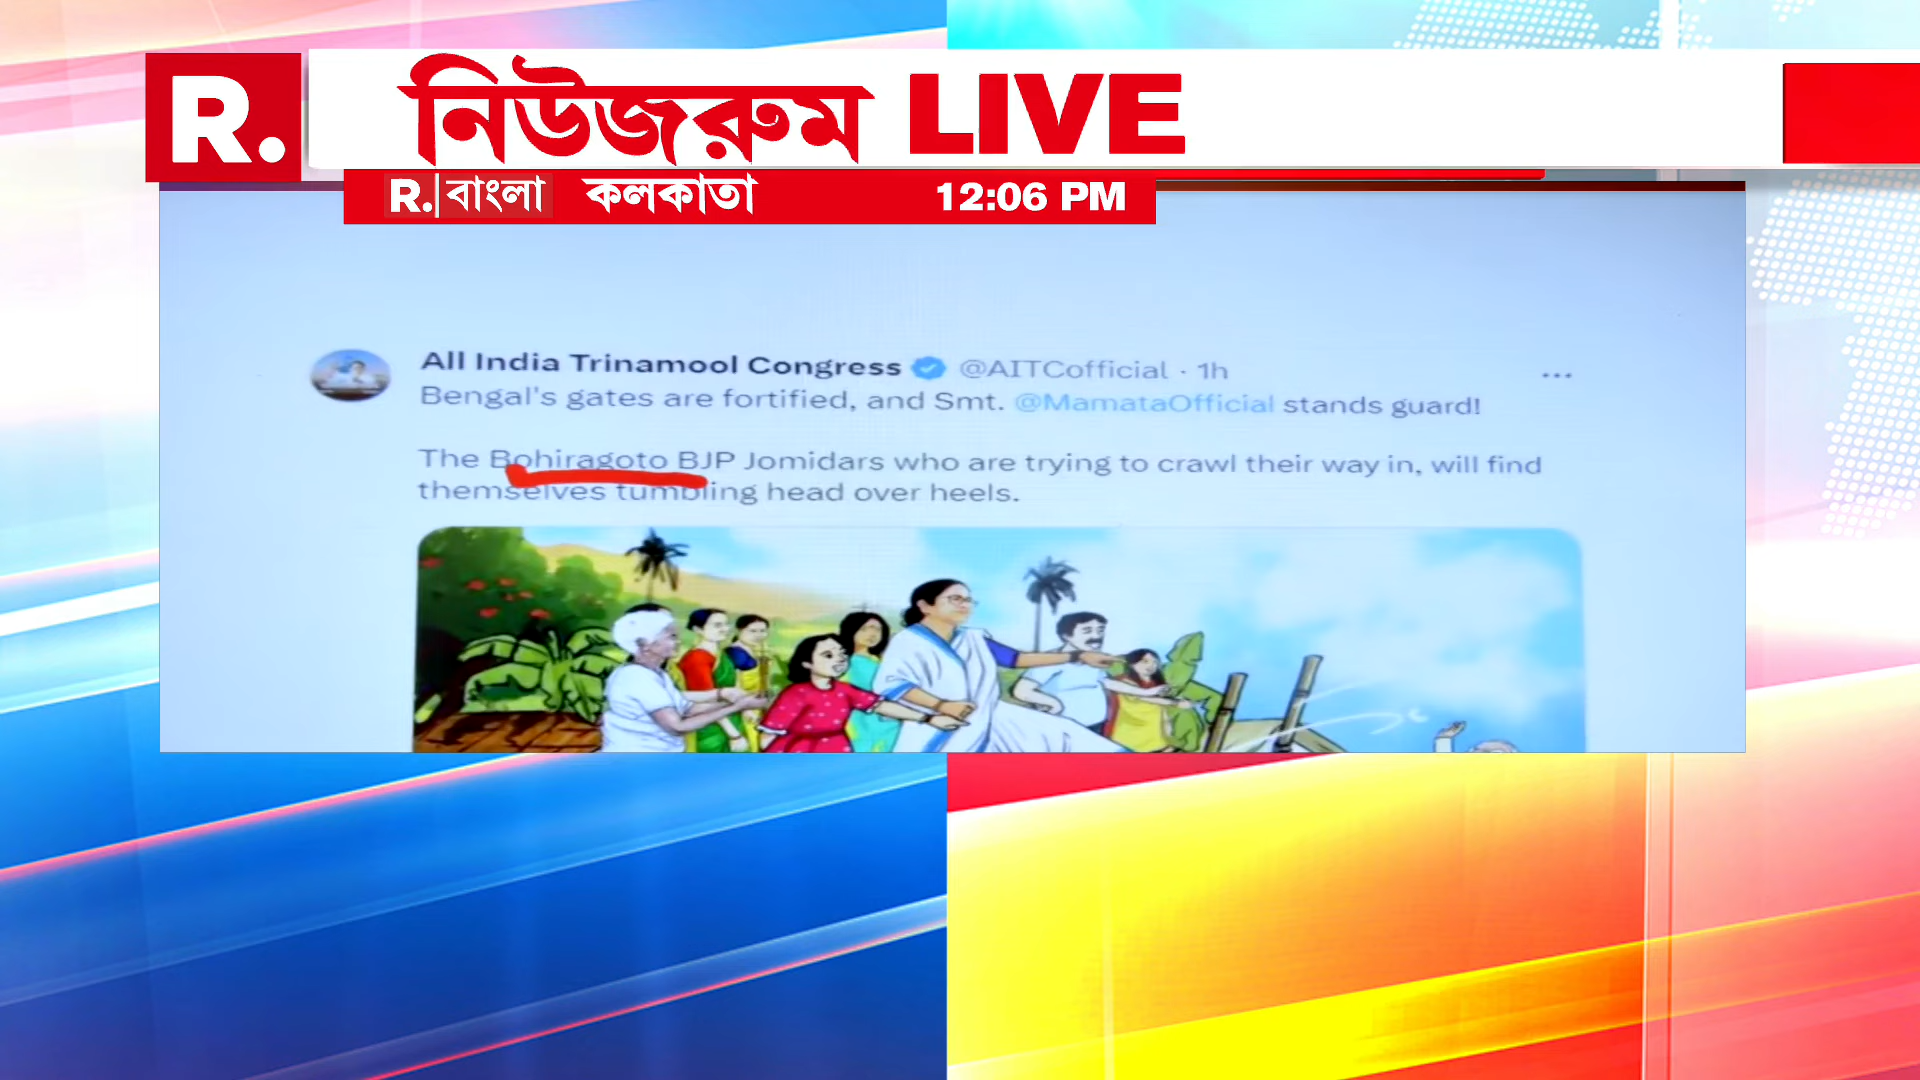 R. নিউজরুম LIVE
R. বাংলা কলকাতা 12:06 PM
All India Trinamool Congress @AITCofficial · 1h
Bengal's gates are fortified, and Smt. @MamataOfficial stands guard!
The Bohiragoto BJP Jomidars who are trying to crawl their way in, will find
themselves tumbling head over heels.